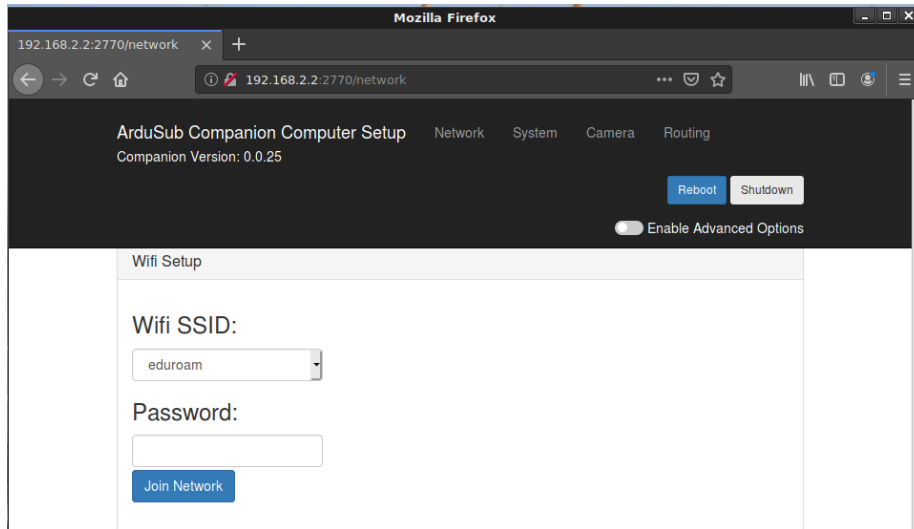 Mozilla Firefox
192.168.2.2:2770/network
192.168.2.2:2770/network
ArduSub Companion Computer Setup Network System Camera Routing
Companion Version: 0.0.25
Reboot Shutdown
Enable Advanced Options
Wifi Setup
Wifi SSID:
eduroam
Password:
Join Network